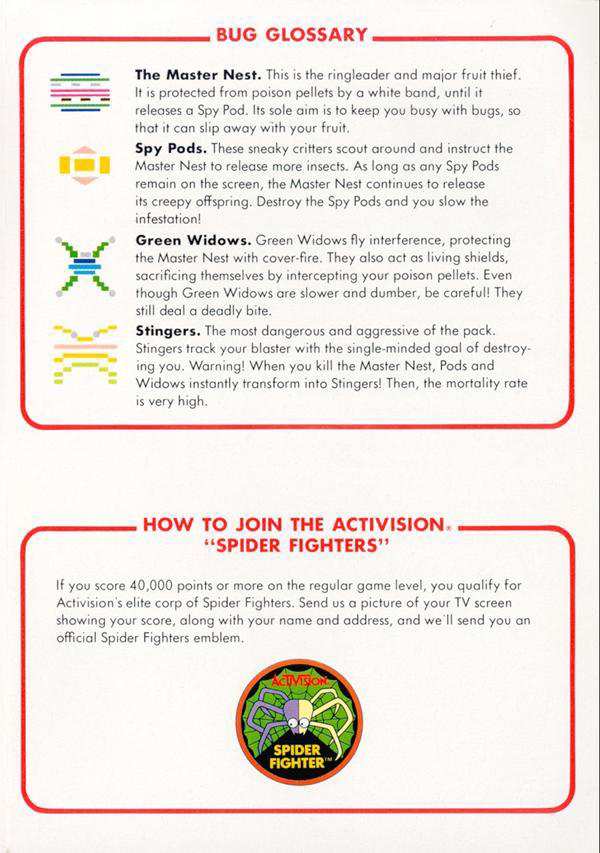 BUG GLOSSARY
The Master Nest. This is the ringleader and major fruit thief.
It is protected from poison pellets by a white band, until it
releases a Spy Pod. Its sole aim is to keep you busy with bugs, so
that it can slip away with your fruit.
Spy Pods. These sneaky critters scout around and instruct the
Master Nest to release more insects. As long as any Spy Pods
remain on the screen, the Master Nest continues to release
its creepy offspring. Destroy the Spy Pods and you slow the
infestation!
Green Widows. Green Widows fly interference, protecting
the Master Nest with cover-fire. They also act as living shields,
sacrificing themselves by intercepting your poison pellets. Even
though Green Widows are slower and dumber, be careful! They
still deal a deadly bite.
Stingers. The most dangerous and aggressive of the pack.
Stingers track your blaster with the single-minded goal of destroy-
ing you. Warning! When you kill the Master Nest, Pods and
Widows instantly transform into Stingers! Then, the mortality rate
is very high.
HOW TO JOIN THE ACTIVISION®
“SPIDER FIGHTERS”
If you score 40,000 points or more on the regular game level, you qualify for
Activision's elite corp of Spider Fighters. Send us a picture of your TV screen
showing your score, along with your name and address, and we'll send you an
official Spider Fighters emblem.
ACTIVISION
SPIDER
FIGHTER™